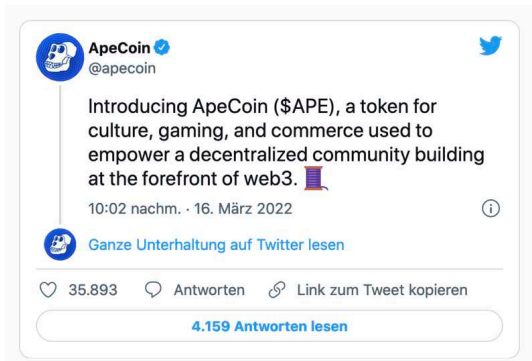 ApeCoin
@apecoin
Introducing ApeCoin ($APE), a token for
culture, gaming, and commerce used to
empower a decentralized community building
at the forefront of web3. 🧵
10:02 nachm. · 16. März 2022
Ganze Unterhaltung auf Twitter lesen
35.893 Antworten Link zum Tweet kopieren
4.159 Antworten lesen